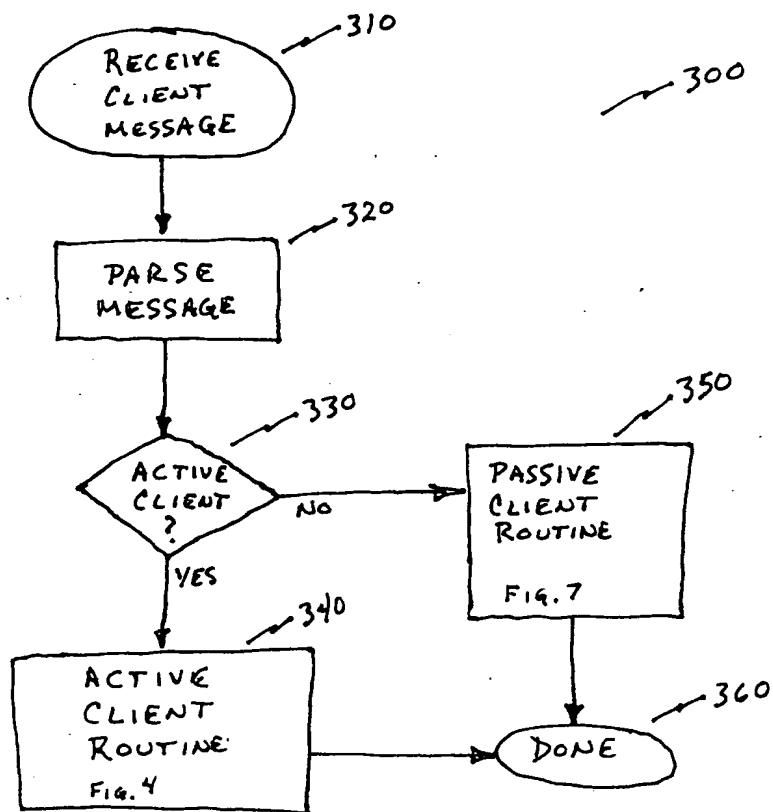 310
RECEIVE
CLIENT
MESSAGE
300
320
PARSE
MESSAGE
330
ACTIVE
CLIENT
?
NO
YES
350
PASSIVE
CLIENT
ROUTINE
FIG. 7
340
ACTIVE
CLIENT
ROUTINE
FIG. 4
360
DONE